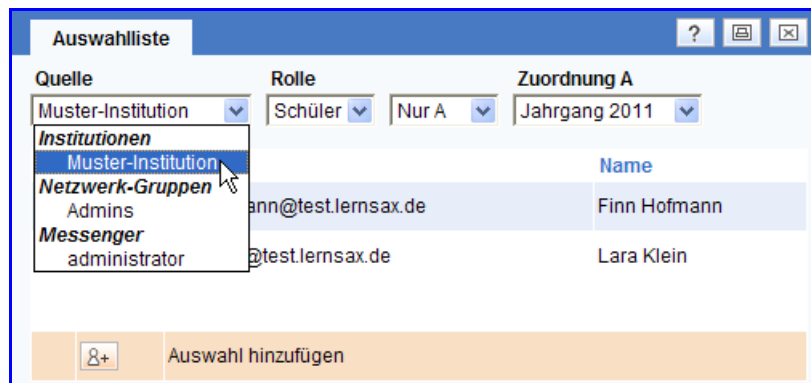 Auswahlliste
?
Quelle Rolle Zuordnung A
Muster-Institution Schüler Nur A Jahrgang 2011
Institutionen
Muster-Institution
Name
Netzwerk-Gruppen
Admins
ann@test.lernsax.de Finn Hofmann
Messenger
administrator
@test.lernsax.de Lara Klein
8+ Auswahl hinzufügen